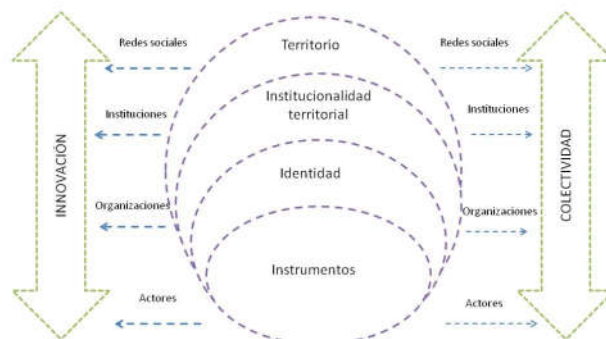 Redes sociales
Territorio
Redes sociales
Institucionalidad
territorial
Instituciones
Instituciones
INNOVACIÓN
Identidad
COLECTIVIDAD
Organizaciones
Organizaciones
Instrumentos
Actores
Actores